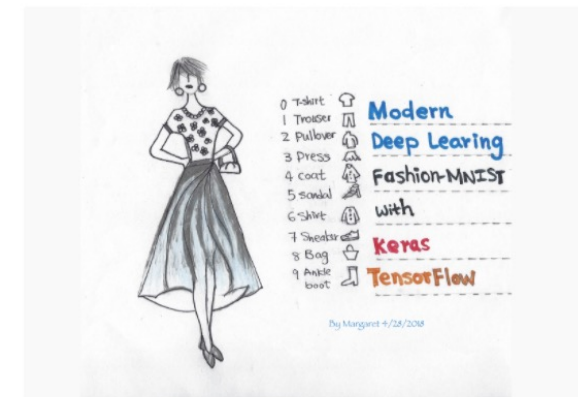 0 T-shirt
1 Trouser
2 Pullover
3 Dress
4 Coat
5 Sandal
6 Shirt
7 Sneaker
8 Bag
9 Ankle
boot
Modern
Deep Learing
Fashion-MNIST
with
Keras
TensorFlow
By Margaret 4/28/2018